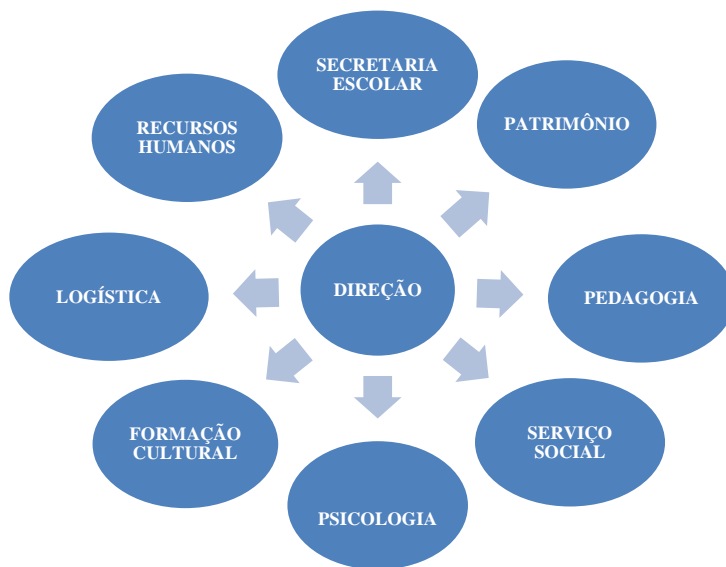 SECRETARIA
ESCOLAR
PATRIMÔNIO
RECURSOS
HUMANOS
LOGÍSTICA
DIREÇÃO
PEDAGOGIA
FORMAÇÃO
CULTURAL
SERVIÇO
SOCIAL
PSICOLOGIA